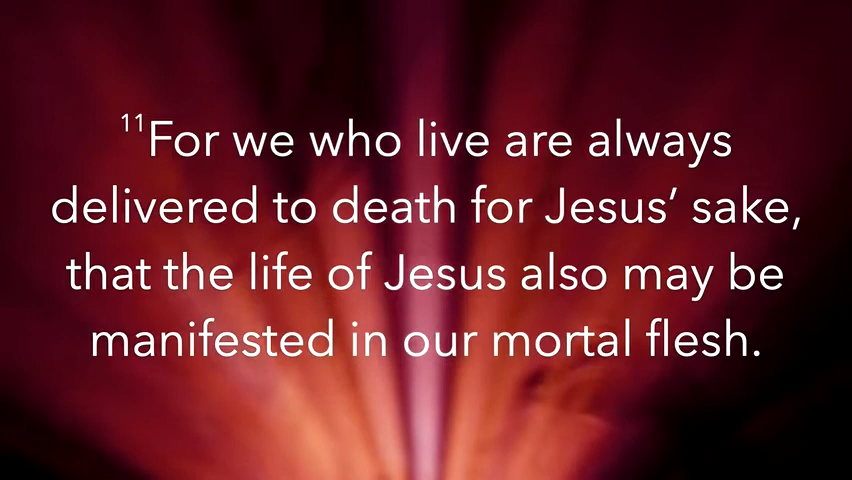 ¹¹For we who live are always
delivered to death for Jesus’ sake,
that the life of Jesus also may be
manifested in our mortal flesh.